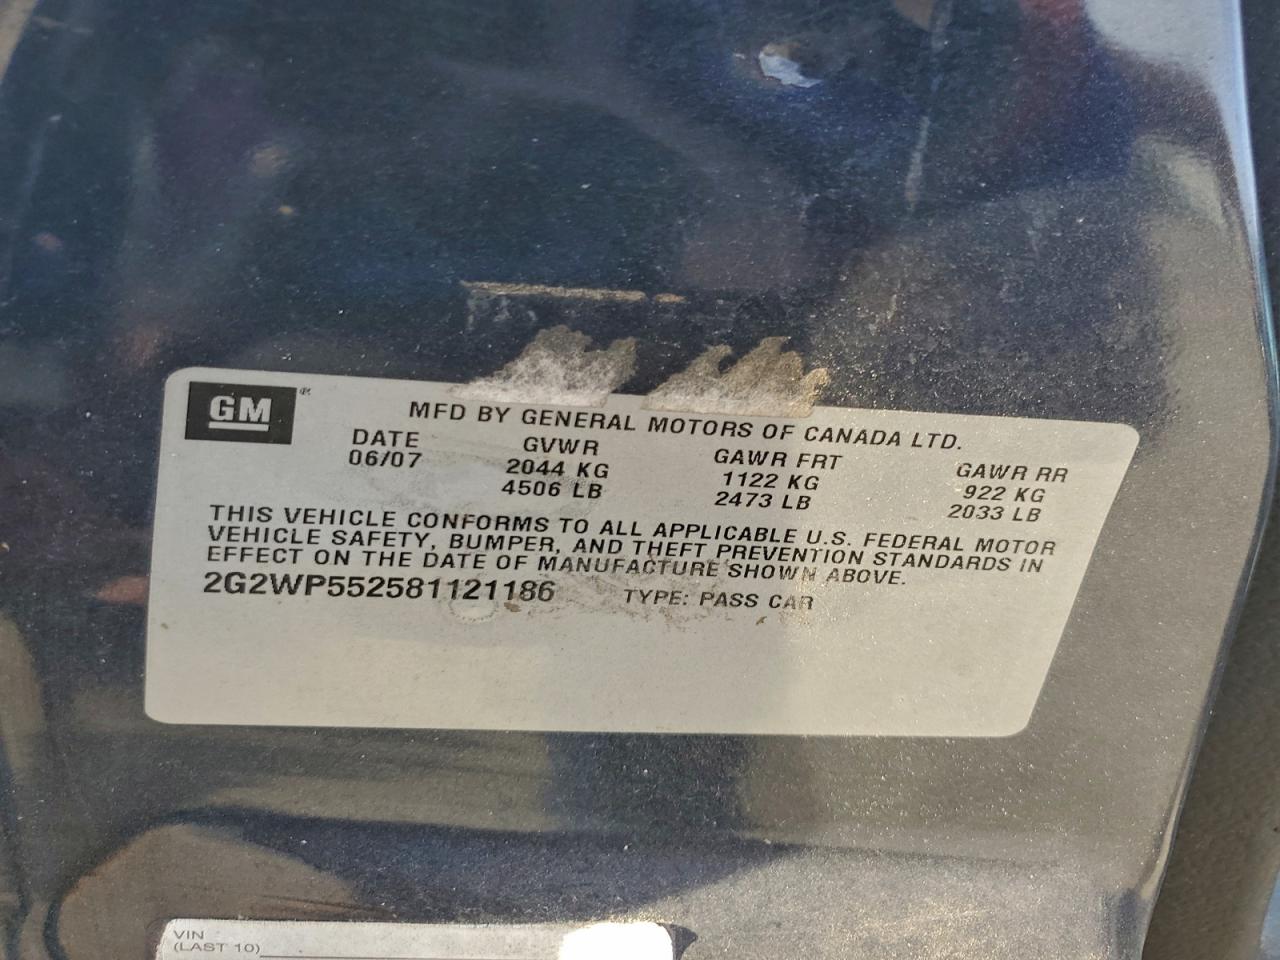 GM®
MFD BY GENERAL MOTORS OF CANADA LTD.
DATE GVWR GAWR FRT GAWR RR
06/07 2044 KG 1122 KG 922 KG
4506 LB 2473 LB 2033 LB
THIS VEHICLE CONFORMS TO ALL APPLICABLE U.S. FEDERAL MOTOR
VEHICLE SAFETY, BUMPER, AND THEFT PREVENTION STANDARDS IN
EFFECT ON THE DATE OF MANUFACTURE SHOWN ABOVE.
2G2WP552581121186 TYPE: PASS CAR
VIN
(LAST 10)